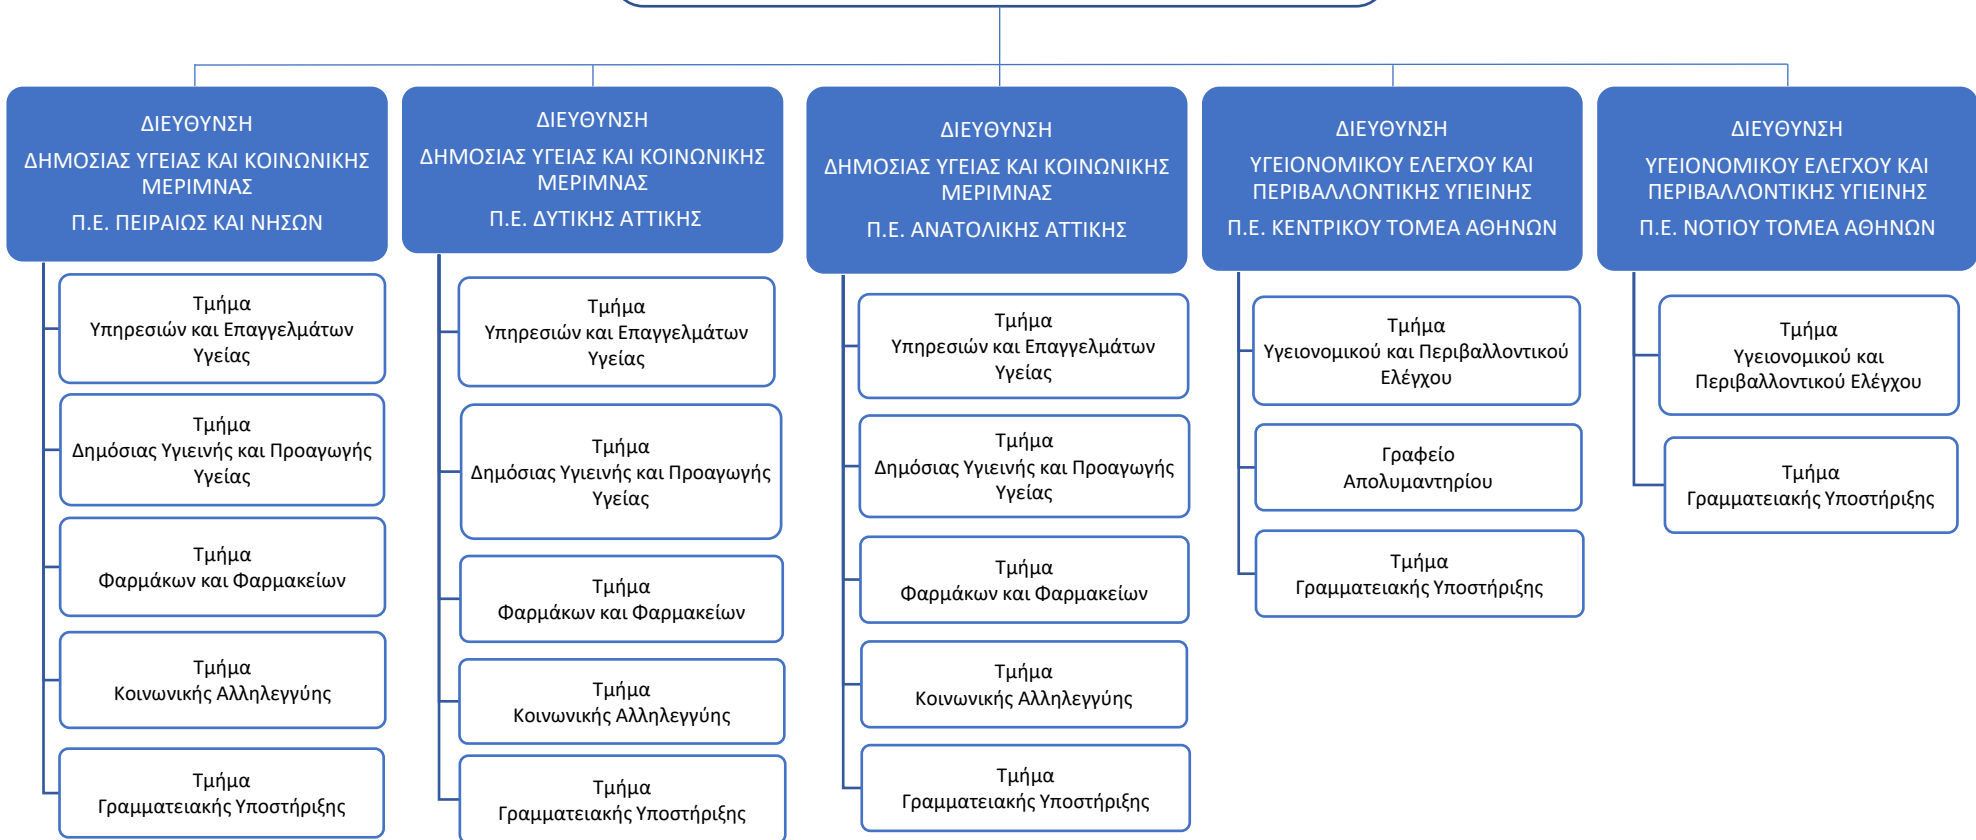 ΔΙΕΥΘΥΝΣΗ
ΔΗΜΟΣΙΑΣ ΥΓΕΙΑΣ ΚΑΙ ΚΟΙΝΩΝΙΚΗΣ
ΜΕΡΙΜΝΑΣ
Π.Ε. ΠΕΙΡΑΙΩΣ ΚΑΙ ΝΗΣΩΝ
Τμήμα
Υπηρεσιών και Επαγγελμάτων
Υγείας
Τμήμα
Δημόσιας Υγιεινής και Προαγωγής
Υγείας
Τμήμα
Φαρμάκων και Φαρμακείων
Τμήμα
Κοινωνικής Αλληλεγγύης
Τμήμα
Γραμματειακής Υποστήριξης
ΔΙΕΥΘΥΝΣΗ
ΔΗΜΟΣΙΑΣ ΥΓΕΙΑΣ ΚΑΙ ΚΟΙΝΩΝΙΚΗΣ
ΜΕΡΙΜΝΑΣ
Π.Ε. ΔΥΤΙΚΗΣ ΑΤΤΙΚΗΣ
Τμήμα
Υπηρεσιών και Επαγγελμάτων
Υγείας
Τμήμα
Δημόσιας Υγιεινής και Προαγωγής
Υγείας
Τμήμα
Φαρμάκων και Φαρμακείων
Τμήμα
Κοινωνικής Αλληλεγγύης
Τμήμα
Γραμματειακής Υποστήριξης
ΔΙΕΥΘΥΝΣΗ
ΔΗΜΟΣΙΑΣ ΥΓΕΙΑΣ ΚΑΙ ΚΟΙΝΩΝΙΚΗΣ
ΜΕΡΙΜΝΑΣ
Π.Ε. ΑΝΑΤΟΛΙΚΗΣ ΑΤΤΙΚΗΣ
Τμήμα
Υπηρεσιών και Επαγγελμάτων
Υγείας
Τμήμα
Δημόσιας Υγιεινής και Προαγωγής
Υγείας
Τμήμα
Φαρμάκων και Φαρμακείων
Τμήμα
Κοινωνικής Αλληλεγγύης
Τμήμα
Γραμματειακής Υποστήριξης
ΔΙΕΥΘΥΝΣΗ
ΥΓΕΙΟΝΟΜΙΚΟΥ ΕΛΕΓΧΟΥ ΚΑΙ
ΠΕΡΙΒΑΛΛΟΝΤΙΚΗΣ ΥΓΙΕΙΝΗΣ
Π.Ε. ΚΕΝΤΡΙΚΟΥ ΤΟΜΕΑ ΑΘΗΝΩΝ
Τμήμα
Υγειονομικού και Περιβαλλοντικού
Ελέγχου
Γραφείο
Απολυμαντηρίου
Τμήμα
Γραμματειακής Υποστήριξης
ΔΙΕΥΘΥΝΣΗ
ΥΓΕΙΟΝΟΜΙΚΟΥ ΕΛΕΓΧΟΥ ΚΑΙ
ΠΕΡΙΒΑΛΛΟΝΤΙΚΗΣ ΥΓΙΕΙΝΗΣ
Π.Ε. ΝΟΤΙΟΥ ΤΟΜΕΑ ΑΘΗΝΩΝ
Τμήμα
Υγειονομικού και
Περιβαλλοντικού Ελέγχου
Τμήμα
Γραμματειακής Υποστήριξης